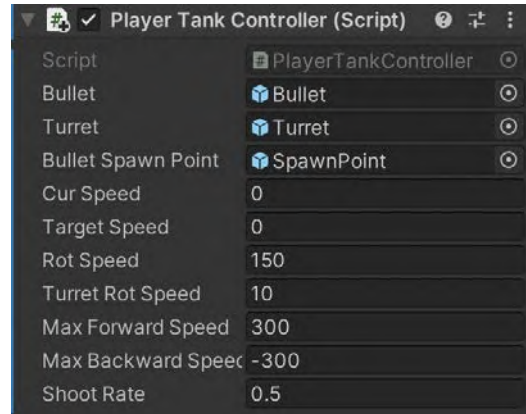 Player Tank Controller (Script)
Script PlayerTankController
Bullet Bullet
Turret Turret
Bullet Spawn Point SpawnPoint
Cur Speed 0
Target Speed 0
Rot Speed 150
Turret Rot Speed 10
Max Forward Speed 300
Max Backward Speec -300
Shoot Rate 0.5